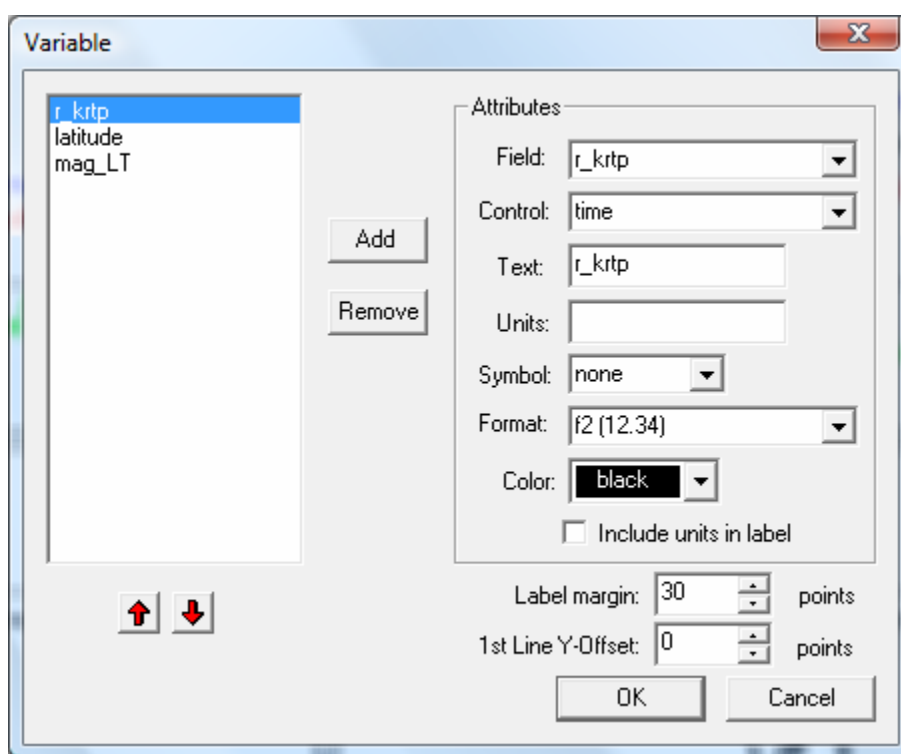 Variable
r_krtp
latitude
mag_LT
Add
Remove
Attributes
Field: r_krtp
Control: time
Text: r_krtp
Units:
Symbol: none
Format: f2 (12.34)
Color: black
Include units in label
Label margin: 30 points
1st Line Y-Offset: 0 points
OK Cancel